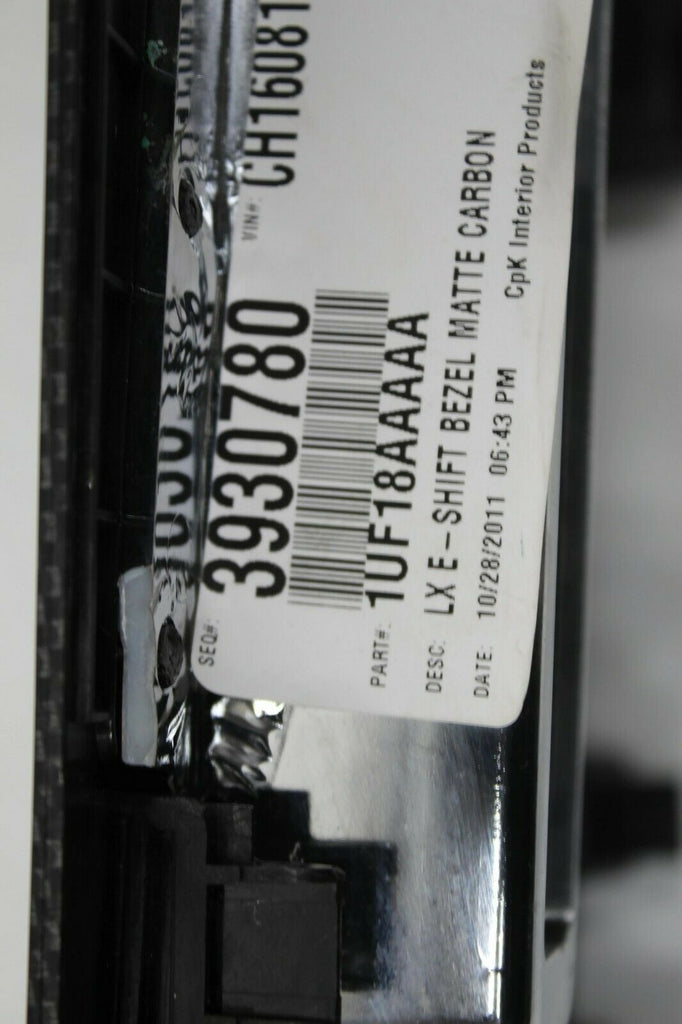 SEQ#: 3930780 VIN#: CH16081
PART#: 1UF18AAAAA
DESC: LX E-SHIFT BEZEL MATTE CARBON
DATE: 10/28/2011 06:43 PM CpK Interior Products